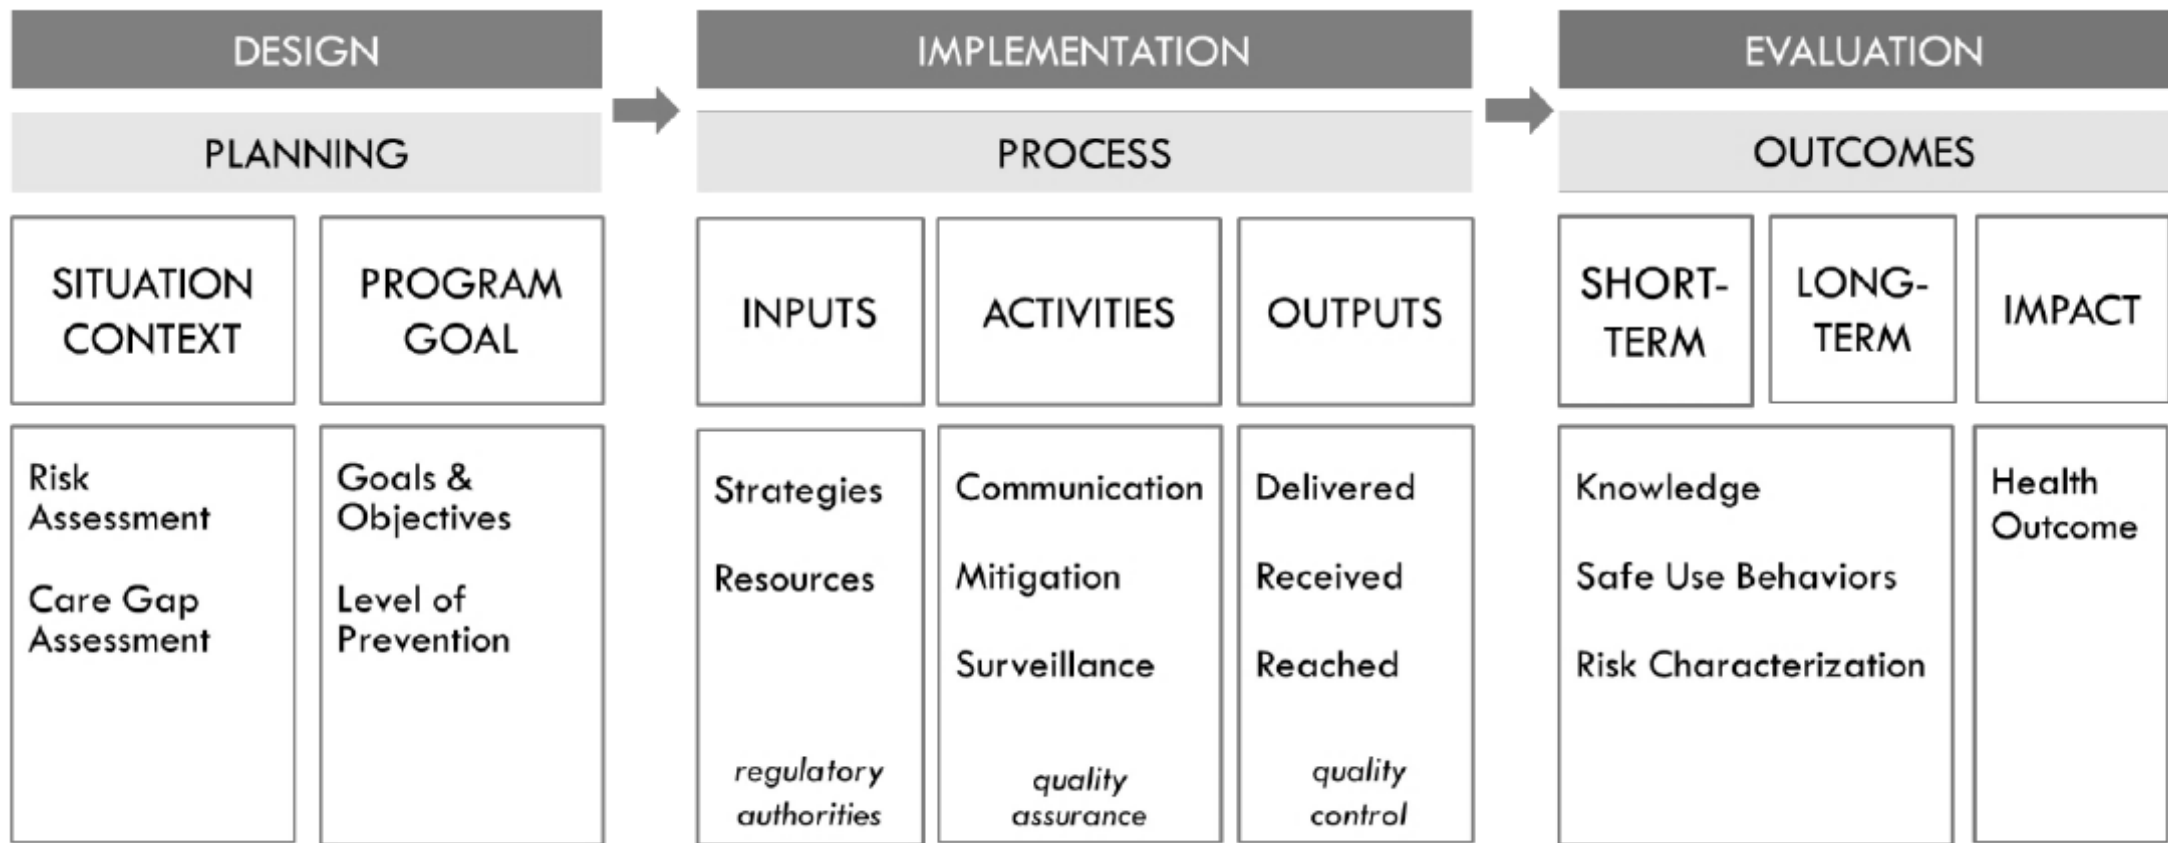 DESIGN
PLANNING
SITUATION
CONTEXT
PROGRAM
GOAL
Risk
Assessment
Care Gap
Assessment
Goals &
Objectives
Level of
Prevention
IMPLEMENTATION
PROCESS
INPUTS
ACTIVITIES
OUTPUTS
Strategies
Resources
regulatory
authorities
Communication
Mitigation
Surveillance
quality
assurance
Delivered
Received
Reached
quality
control
EVALUATION
OUTCOMES
SHORT-
TERM
LONG-
TERM
IMPACT
Knowledge
Safe Use Behaviors
Risk Characterization
Health
Outcome